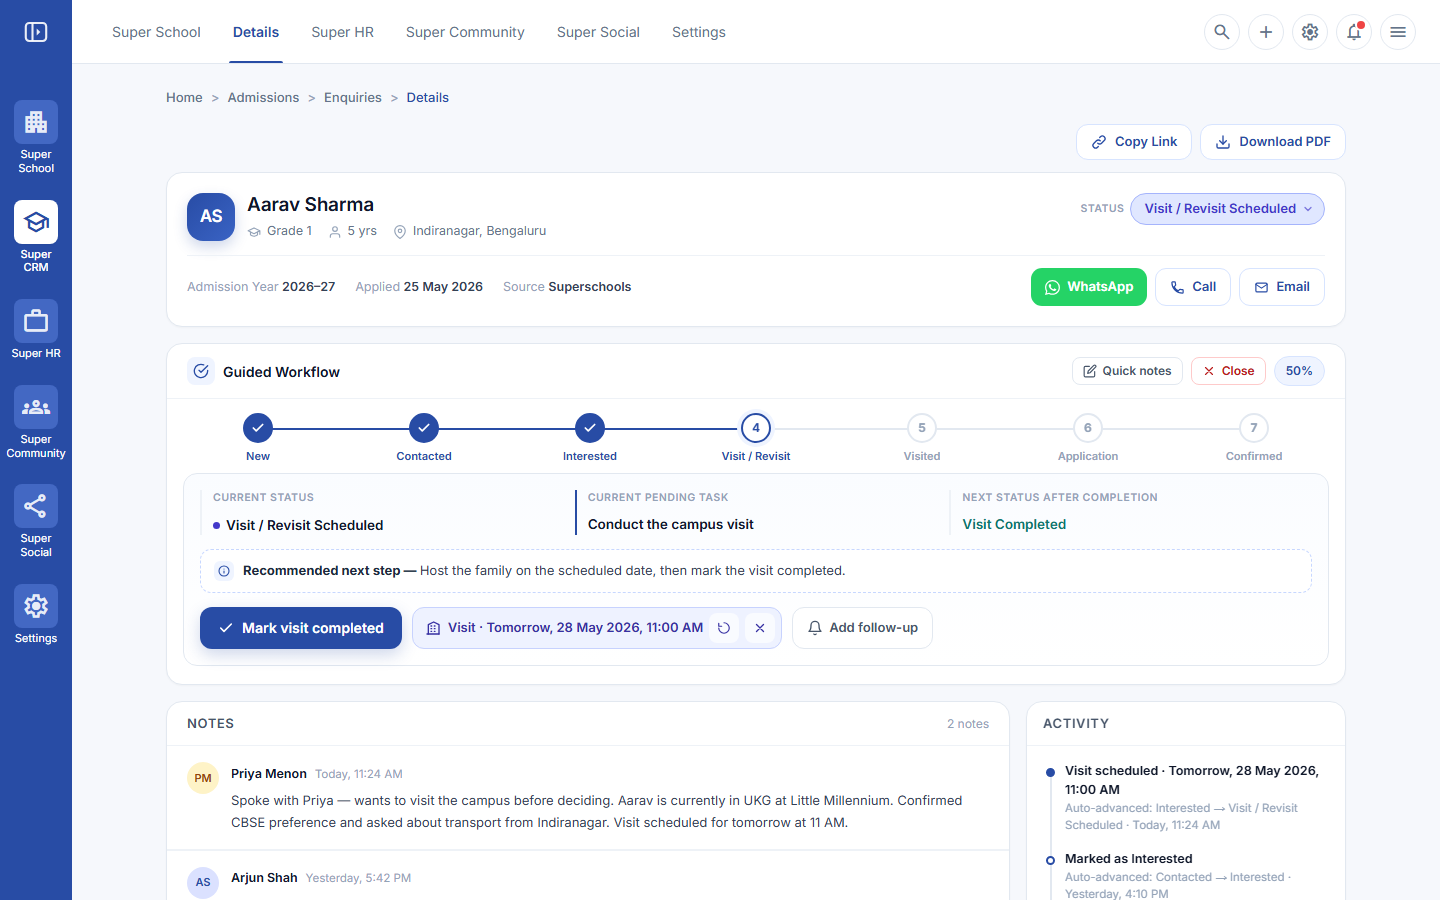 Super School
Details
Super HR
Super Community
Super Social
Settings
Super
School
Super
CRM
Super HR
Super
Community
Super
Social
Settings
Home > Admissions > Enquiries > Details
Copy Link
Download PDF
AS
Aarav Sharma
Grade 1
5 yrs
Indiranagar, Bengaluru
STATUS
Visit / Revisit Scheduled
Admission Year 2026–27
Applied 25 May 2026
Source Superschools
WhatsApp
Call
Email
Guided Workflow
Quick notes
Close
50%
New
Contacted
Interested
4
Visit / Revisit
5
Visited
6
Application
7
Confirmed
CURRENT STATUS
Visit / Revisit Scheduled
CURRENT PENDING TASK
Conduct the campus visit
NEXT STATUS AFTER COMPLETION
Visit Completed
Recommended next step — Host the family on the scheduled date, then mark the visit completed.
Mark visit completed
Visit · Tomorrow, 28 May 2026, 11:00 AM
Add follow-up
NOTES
2 notes
PM
Priya Menon Today, 11:24 AM
Spoke with Priya — wants to visit the campus before deciding. Aarav is currently in UKG at Little Millennium. Confirmed
CBSE preference and asked about transport from Indiranagar. Visit scheduled for tomorrow at 11 AM.
AS
Arjun Shah Yesterday, 5:42 PM
ACTIVITY
Visit scheduled · Tomorrow, 28 May 2026,
11:00 AM
Auto-advanced: Interested → Visit / Revisit
Scheduled · Today, 11:24 AM
Marked as Interested
Auto-advanced: Contacted → Interested ·
Yesterday, 4:10 PM